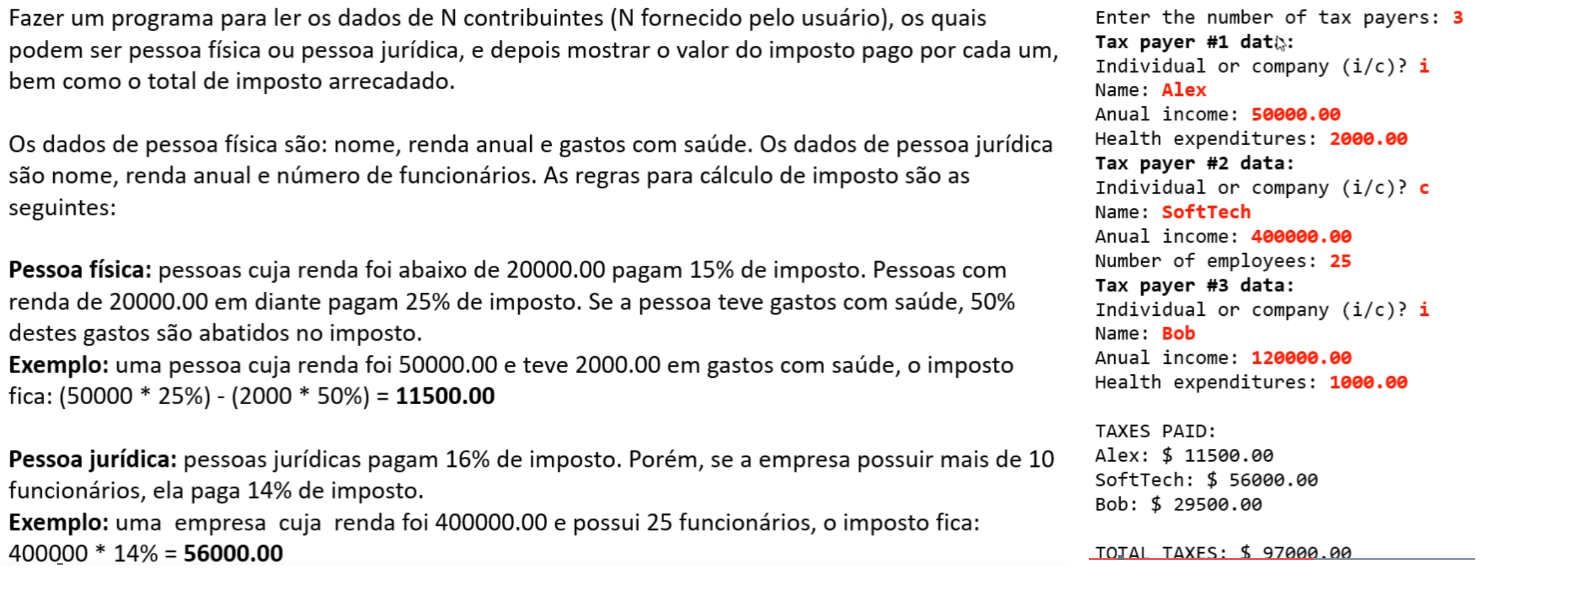 Fazer um programa para ler os dados de N contribuintes (N fornecido pelo usuário), os quais
podem ser pessoa física ou pessoa jurídica, e depois mostrar o valor do imposto pago por cada um,
bem como o total de imposto arrecadado.
Os dados de pessoa física são: nome, renda anual e gastos com saúde. Os dados de pessoa jurídica
são nome, renda anual e número de funcionários. As regras para cálculo de imposto são as
seguintes:
Pessoa física: pessoas cuja renda foi abaixo de 20000.00 pagam 15% de imposto. Pessoas com
renda de 20000.00 em diante pagam 25% de imposto. Se a pessoa teve gastos com saúde, 50%
destes gastos são abatidos no imposto.
Exemplo: uma pessoa cuja renda foi 50000.00 e teve 2000.00 em gastos com saúde, o imposto
fica: (50000 * 25%) - (2000 * 50%) = 11500.00
Pessoa jurídica: pessoas jurídicas pagam 16% de imposto. Porém, se a empresa possuir mais de 10
funcionários, ela paga 14% de imposto.
Exemplo: uma empresa cuja renda foi 400000.00 e possui 25 funcionários, o imposto fica:
400000 * 14% = 56000.00
Enter the number of tax payers: 3
Tax payer #1 data:
Individual or company (i/c)? i
Name: Alex
Anual income: 50000.00
Health expenditures: 2000.00
Tax payer #2 data:
Individual or company (i/c)? c
Name: SoftTech
Anual income: 400000.00
Number of employees: 25
Tax payer #3 data:
Individual or company (i/c)? i
Name: Bob
Anual income: 120000.00
Health expenditures: 1000.00
TAXES PAID:
Alex: $ 11500.00
SoftTech: $ 56000.00
Bob: $ 29500.00
TOTAL TAXES: $ 97000.00